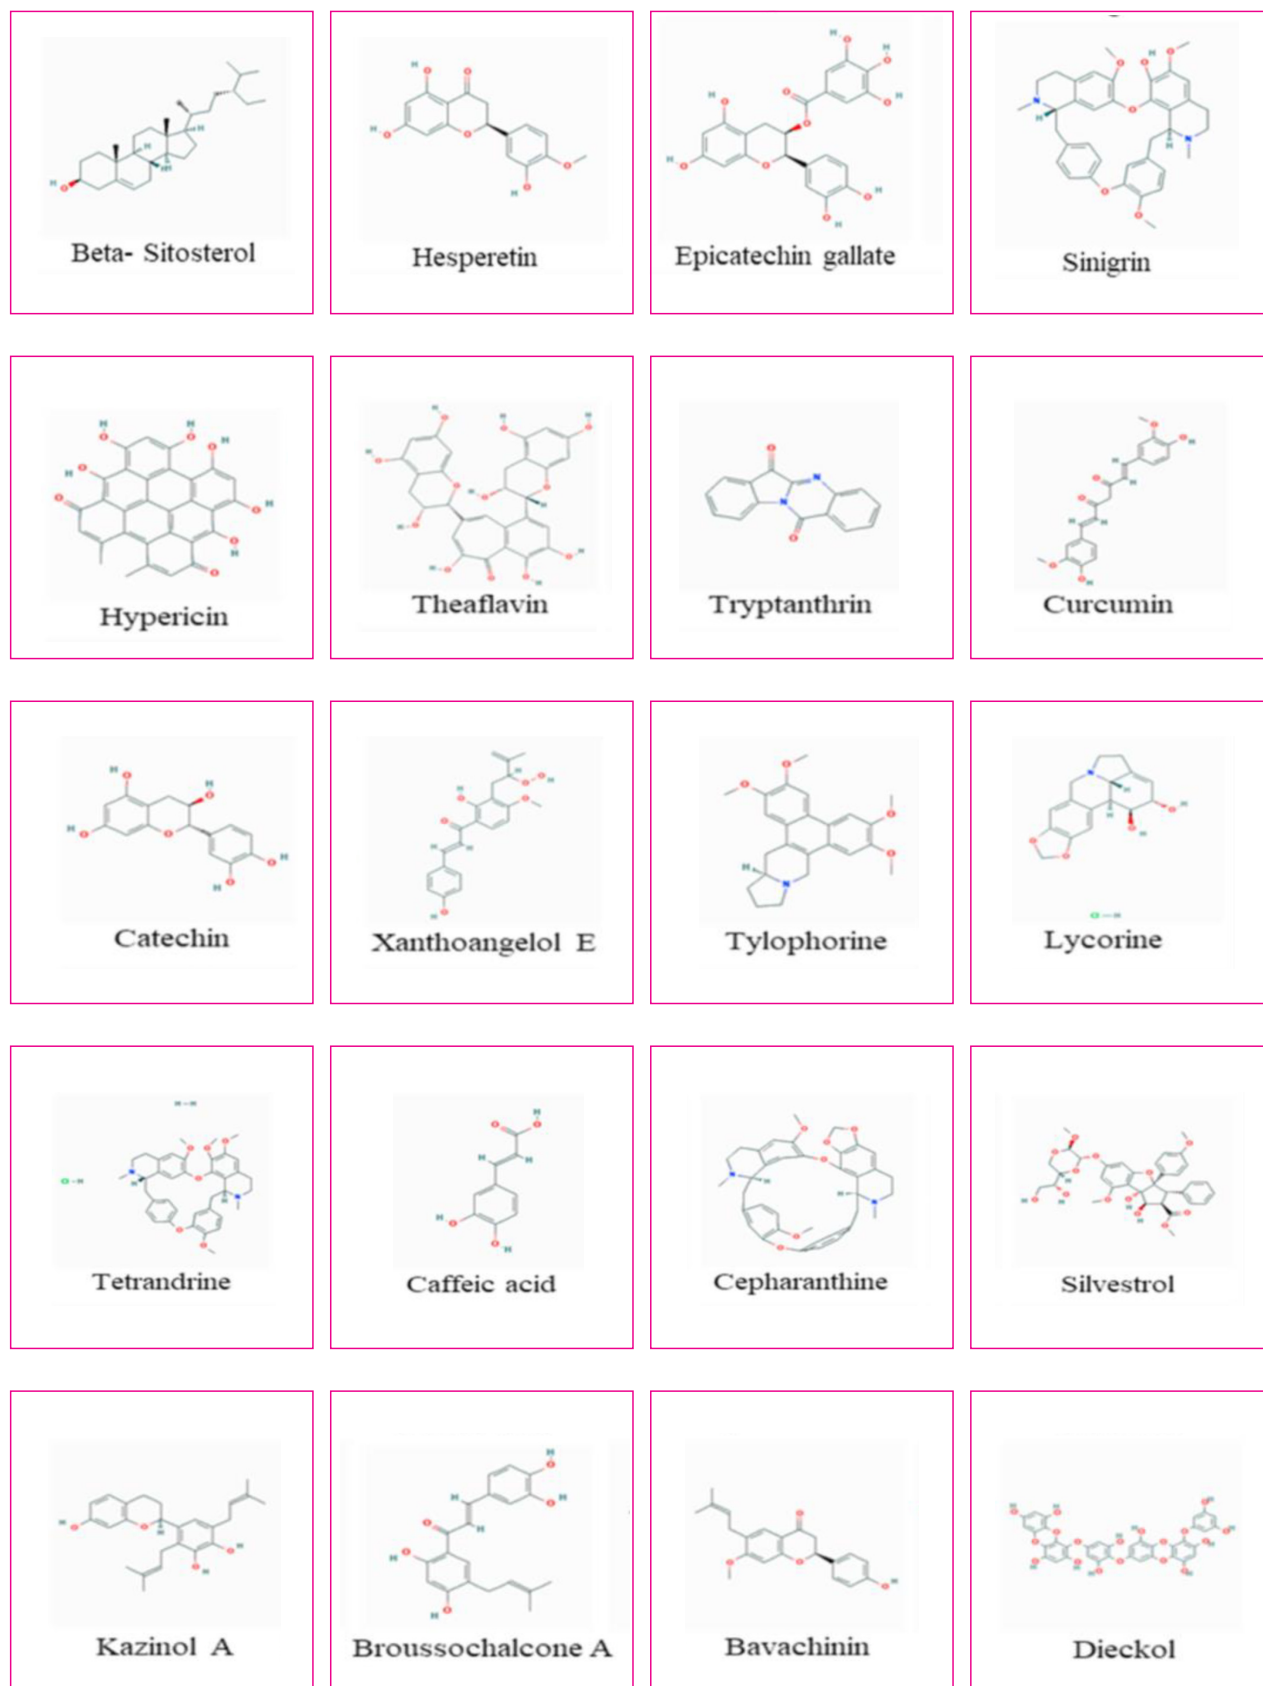 Beta- Sitosterol
Hesperetin
Epicatechin gallate
Sinigrin
Hypericin
Theaflavin
Tryptanthrin
Curcumin
Catechin
Xanthoangelol E
Tylophorine
Lycorine
Tetrandrine
Caffeic acid
Cepharanthine
Silvestrol
Kazinol A
Broussochalcone A
Bavachinin
Dieckol